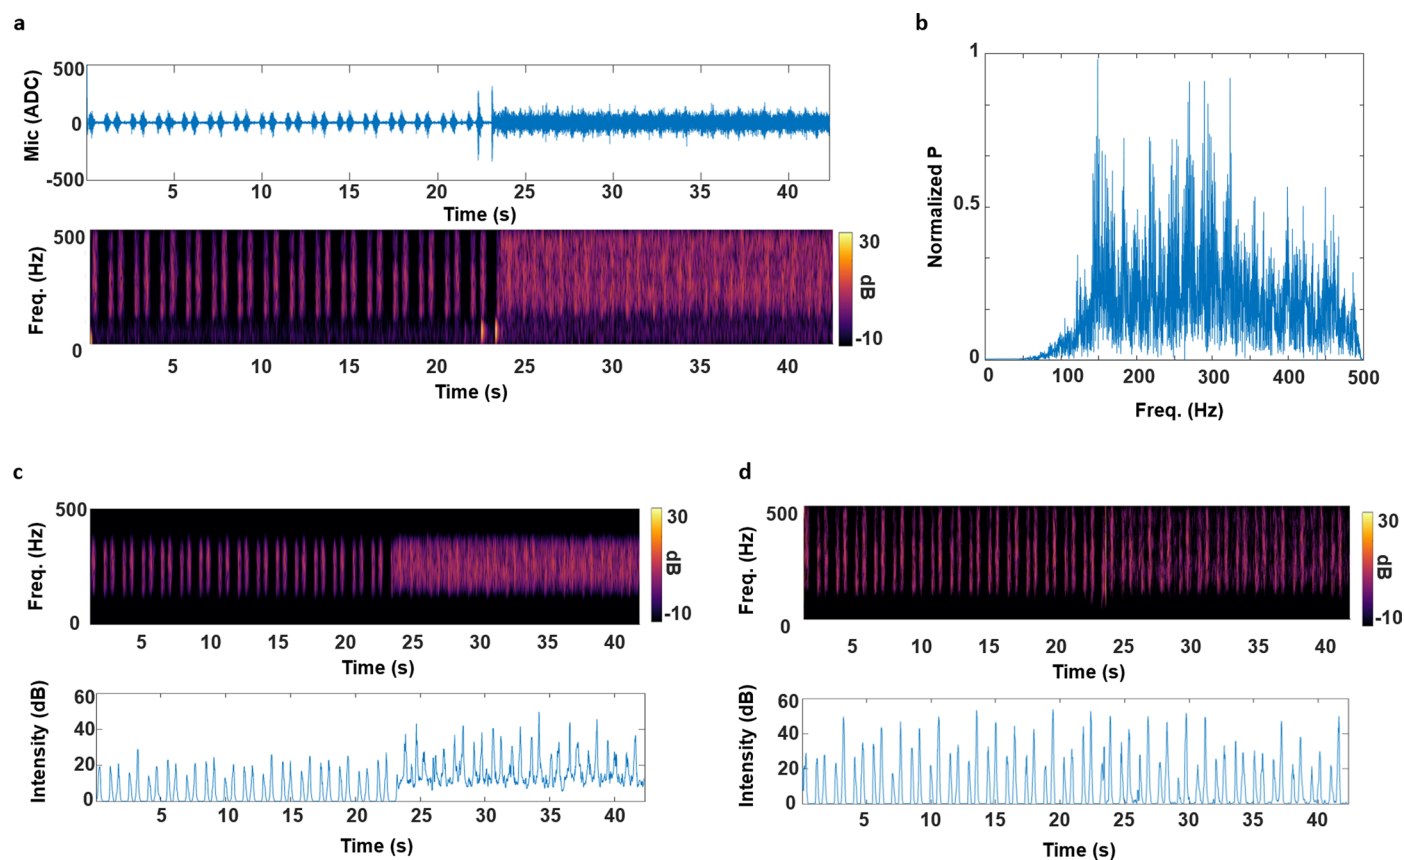 a
500
0
-500
Mic (ADC)
5 10 15 20 25 30 35 40
Time (s)
500
0
Freq. (Hz)
5 10 15 20 25 30 35 40
Time (s)
30
dB
-10
b
1
0.5
0
Normalized P
0 100 200 300 400 500
Freq. (Hz)
c
500
0
Freq. (Hz)
5 10 15 20 25 30 35 40
Time (s)
30
dB
-10
60
40
20
0
Intensity (dB)
5 10 15 20 25 30 35 40
Time (s)
d
500
0
Freq. (Hz)
5 10 15 20 25 30 35 40
Time (s)
30
dB
-10
60
40
20
0
Intensity (dB)
5 10 15 20 25 30 35 40
Time (s)